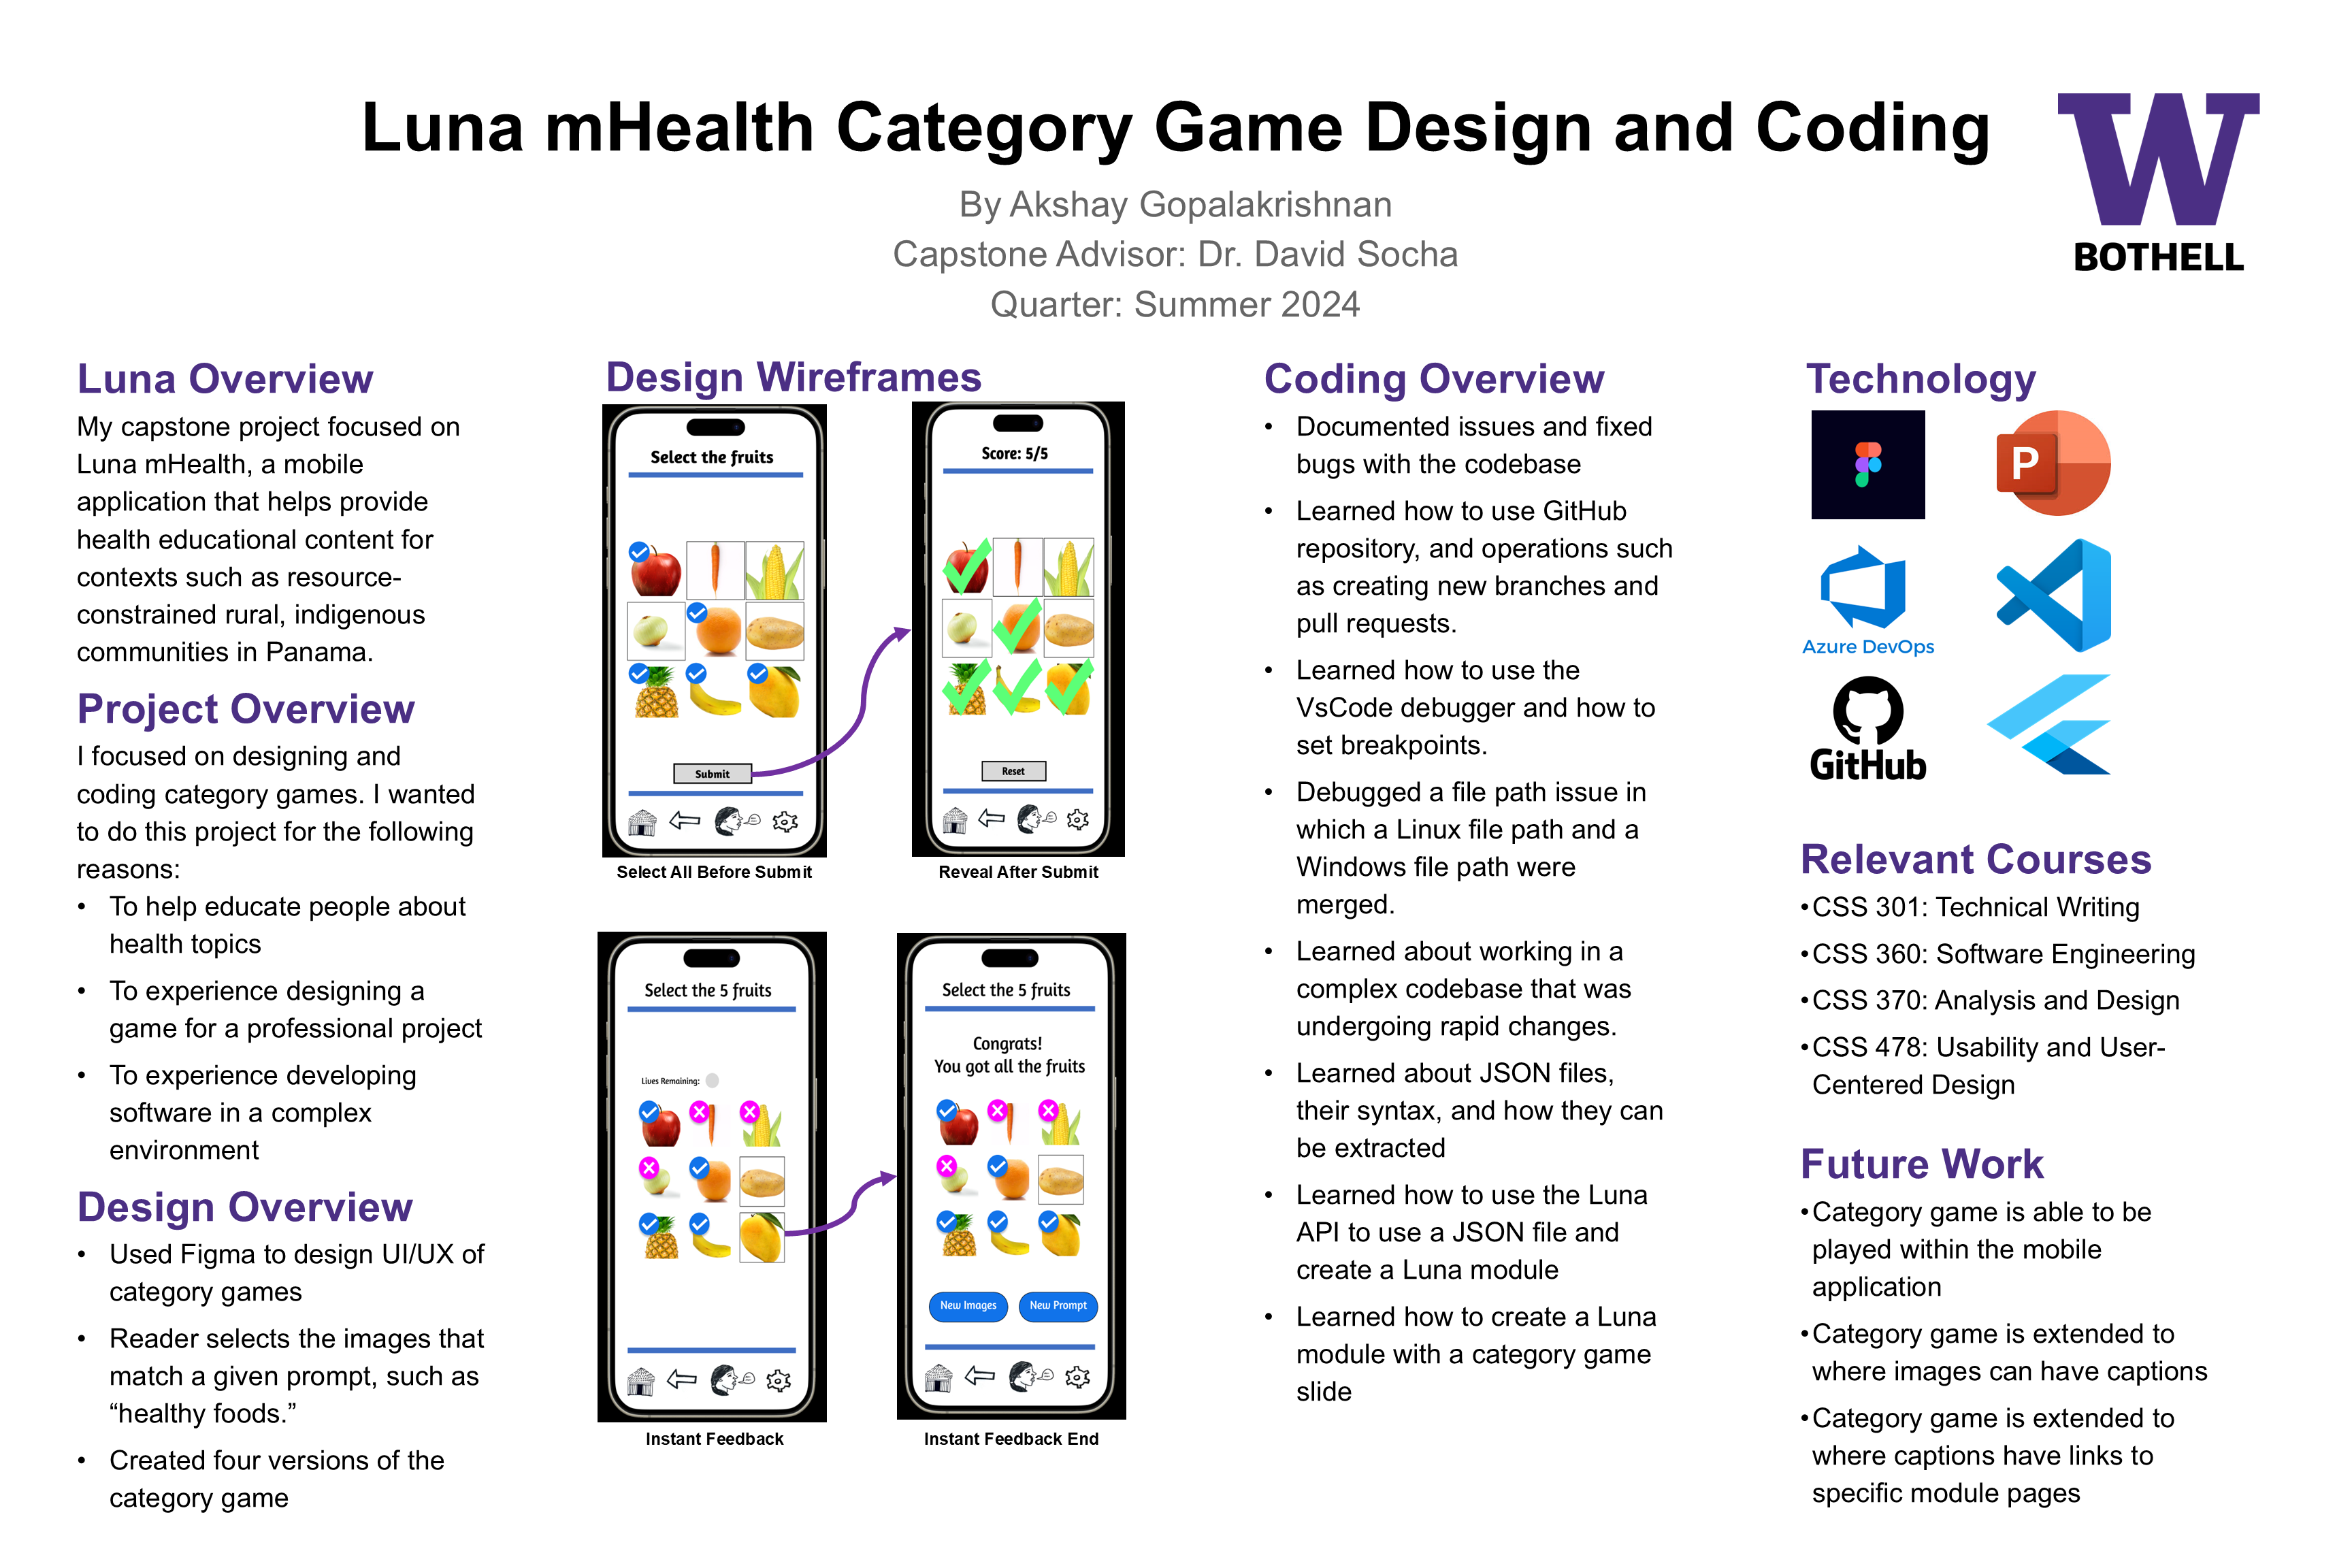 Luna mHealth Category Game Design and Coding
By Akshay Gopalakrishnan
Capstone Advisor: Dr. David Socha
Quarter: Summer 2024
W
BOTHELL
Luna Overview
My capstone project focused on
Luna mHealth, a mobile
application that helps provide
health educational content for
contexts such as resource-
constrained rural, indigenous
communities in Panama.
Project Overview
I focused on designing and
coding category games. I wanted
to do this project for the following
reasons:
• To help educate people about
health topics
• To experience designing a
game for a professional project
• To experience developing
software in a complex
environment
Design Overview
• Used Figma to design UI/UX of
category games
• Reader selects the images that
match a given prompt, such as
“healthy foods.”
• Created four versions of the
category game
Design Wireframes
Select the fruits
Submit
Select All Before Submit
Score: 5/5
Reset
Reveal After Submit
Select the 5 fruits
Lives Remaining:
Instant Feedback
Select the 5 fruits
Congrats!
You got all the fruits
New Images
New Prompt
Instant Feedback End
Coding Overview
• Documented issues and fixed
bugs with the codebase
• Learned how to use GitHub
repository, and operations such
as creating new branches and
pull requests.
• Learned how to use the
VsCode debugger and how to
set breakpoints.
• Debugged a file path issue in
which a Linux file path and a
Windows file path were
merged.
• Learned about working in a
complex codebase that was
undergoing rapid changes.
• Learned about JSON files,
their syntax, and how they can
be extracted
• Learned how to use the Luna
API to use a JSON file and
create a Luna module
• Learned how to create a Luna
module with a category game
slide
Technology
P
Azure DevOps
GitHub
Relevant Courses
• CSS 301: Technical Writing
• CSS 360: Software Engineering
• CSS 370: Analysis and Design
• CSS 478: Usability and User-
Centered Design
Future Work
• Category game is able to be
played within the mobile
application
• Category game is extended to
where images can have captions
• Category game is extended to
where captions have links to
specific module pages